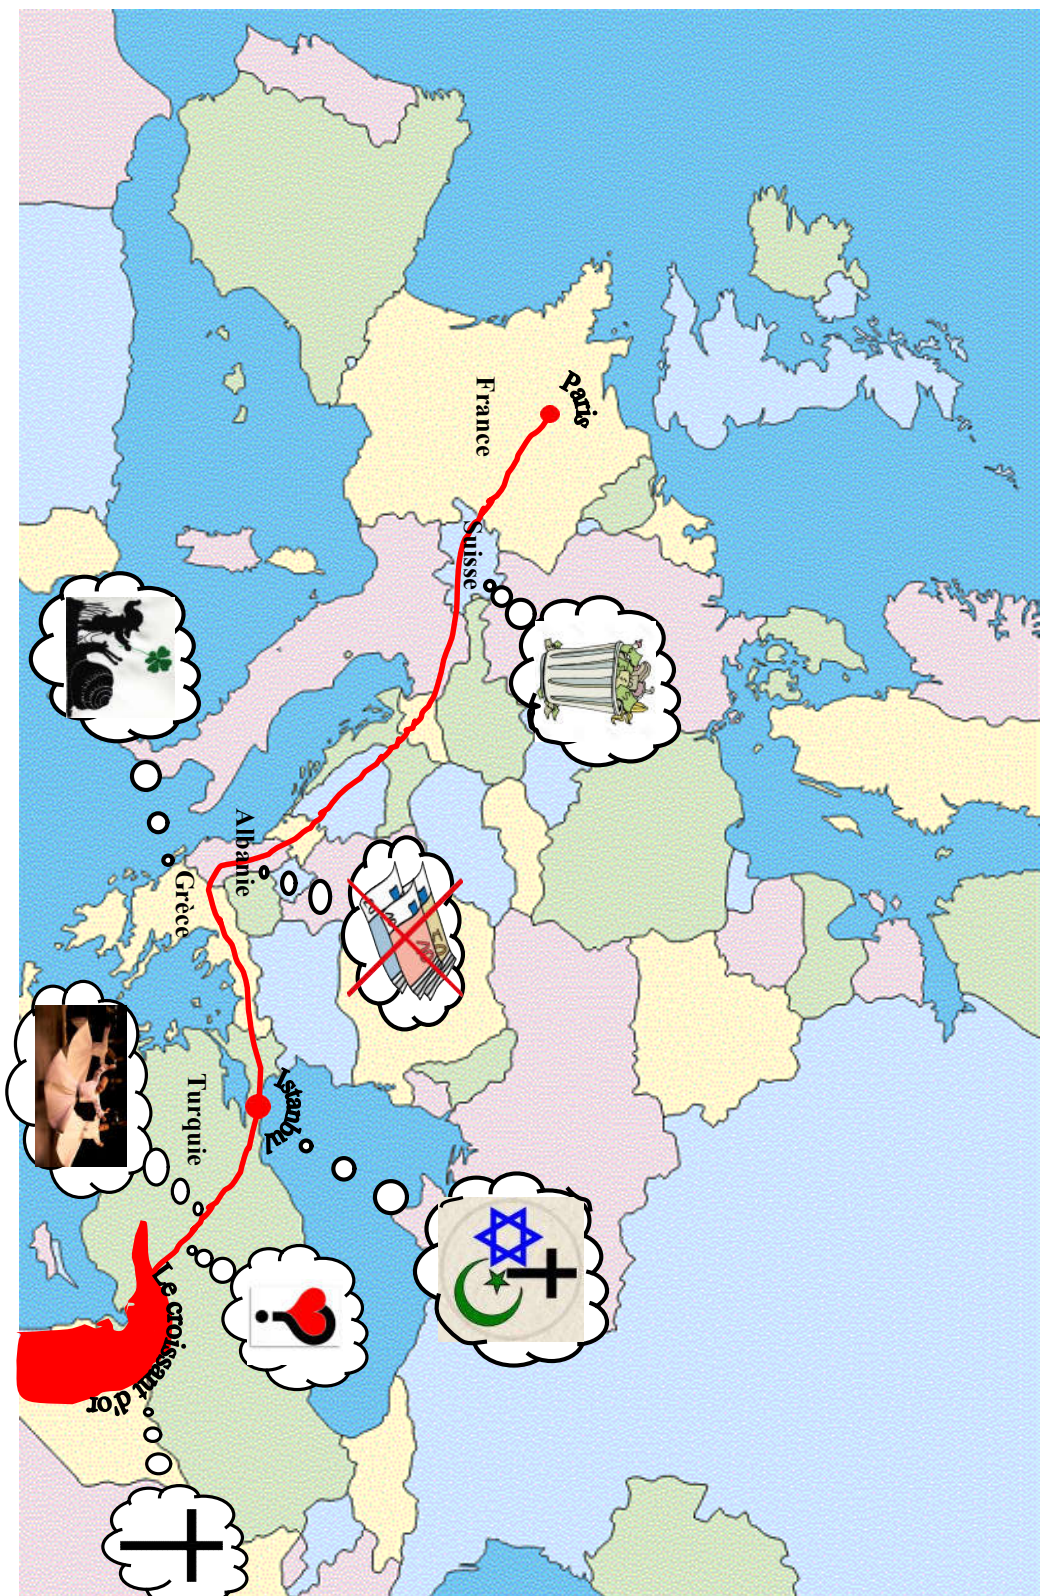 Paris
France
Suisse
Albanie
Grèce
Istanbul
Turquie
Le croissant d'or